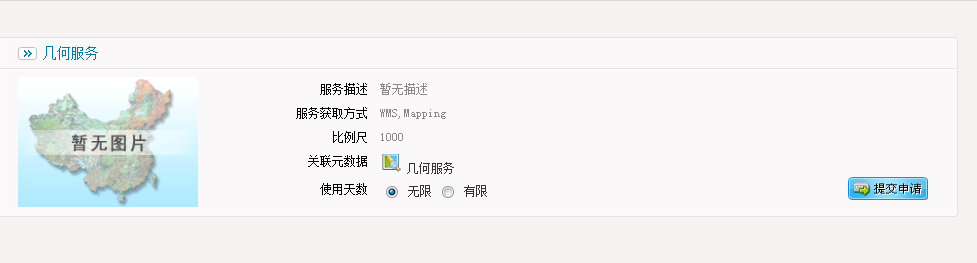 几何服务
暂无图片
服务描述 暂无描述
服务获取方式 WMS,Mapping
比例尺 1000
关联元数据 几何服务
使用天数 无限 有限
提交申请